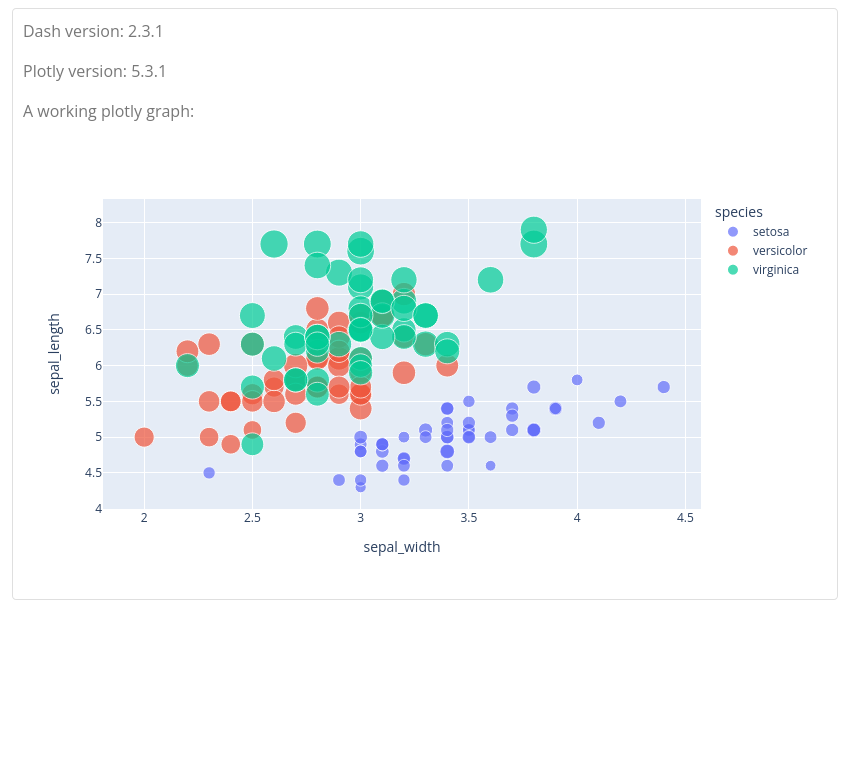 Dash version: 2.3.1
Plotly version: 5.3.1
A working plotly graph:
species
setosa
versicolor
virginica
8
7.5
7
6.5
6
5.5
5
4.5
4
sepal_length
2 2.5 3 3.5 4 4.5
sepal_width